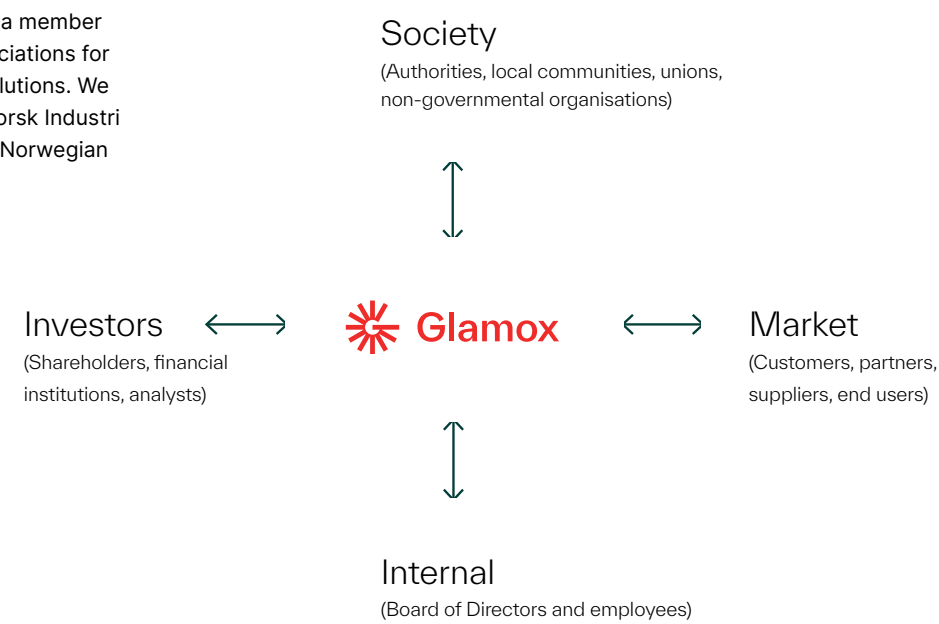 a member
ciations for
lutions. We
orsk Industri
Norwegian
Society
(Authorities, local communities, unions,
non-governmental organisations)
Investors
(Shareholders, financial
institutions, analysts)
Glamox
Market
(Customers, partners,
suppliers, end users)
Internal
(Board of Directors and employees)